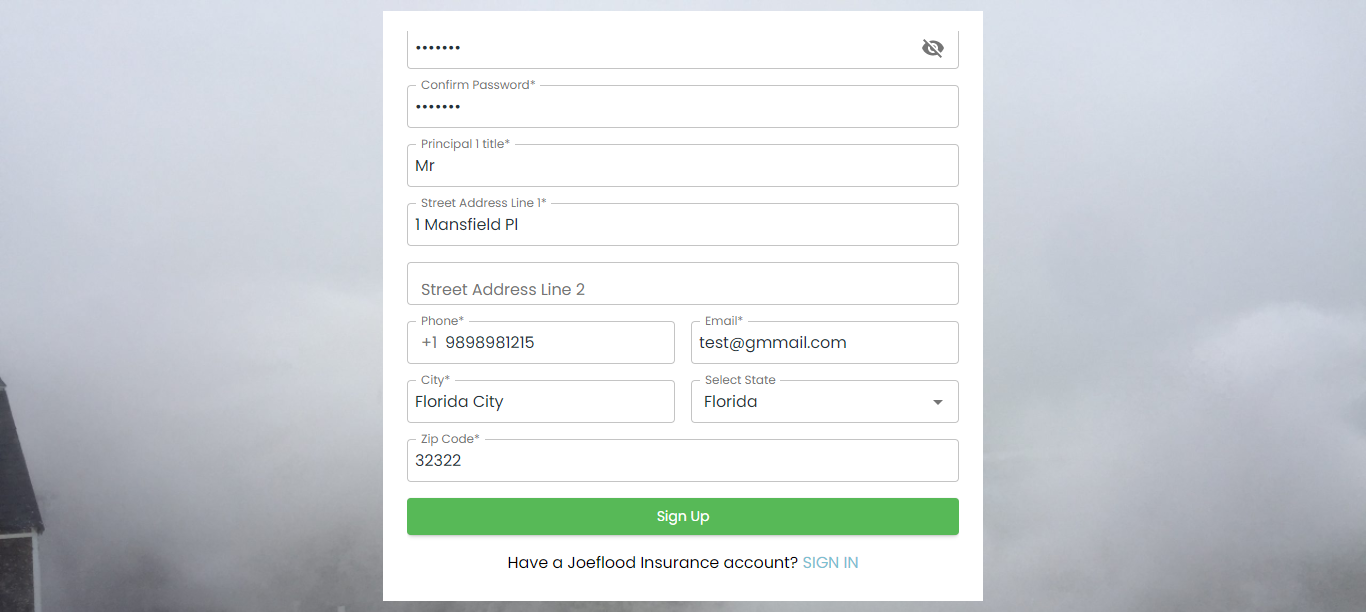 •••••••
Confirm Password*
•••••••
Principal 1 title*
Mr
Street Address Line 1*
1 Mansfield Pl
Street Address Line 2
Phone* Email*
+1 9898981215 test@gmmail.com
City* Select State
Florida City Florida
Zip Code*
32322
Sign Up
Have a Joeflood Insurance account? SIGN IN